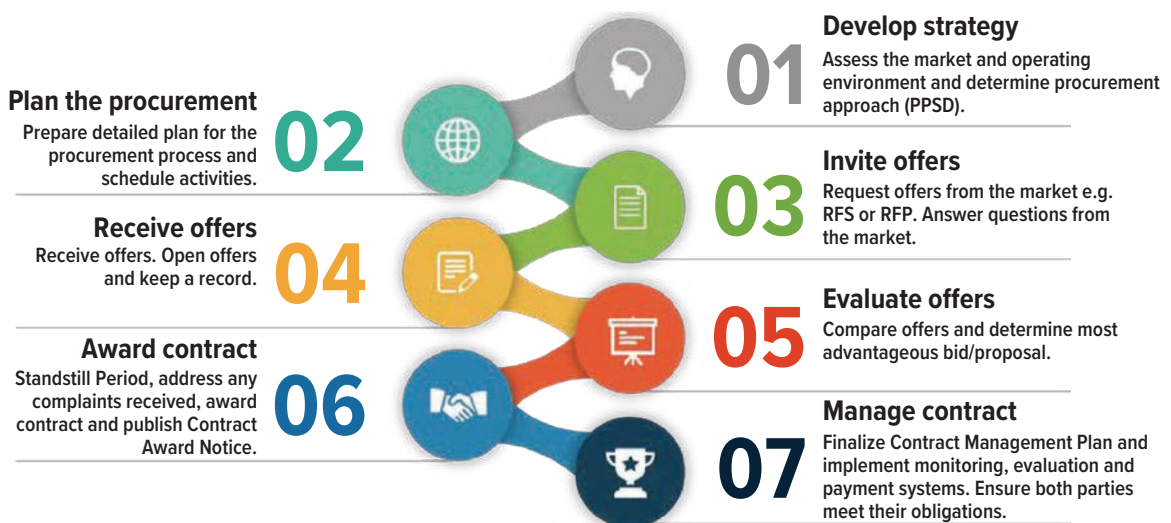 01
Develop strategy
Assess the market and operating
environment and determine procurement
approach (PPSD).
Plan the procurement
Prepare detailed plan for the
procurement process and
schedule activities.
02
03
Invite offers
Request offers from the market e.g.
RFS or RFP. Answer questions from
the market.
Receive offers
Receive offers. Open offers
and keep a record.
04
05
Evaluate offers
Compare offers and determine most
advantageous bid/proposal.
Award contract
Standstill Period, address any
complaints received, award
contract and publish Contract
Award Notice.
06
07
Manage contract
Finalize Contract Management Plan and
implement monitoring, evaluation and
payment systems. Ensure both parties
meet their obligations.